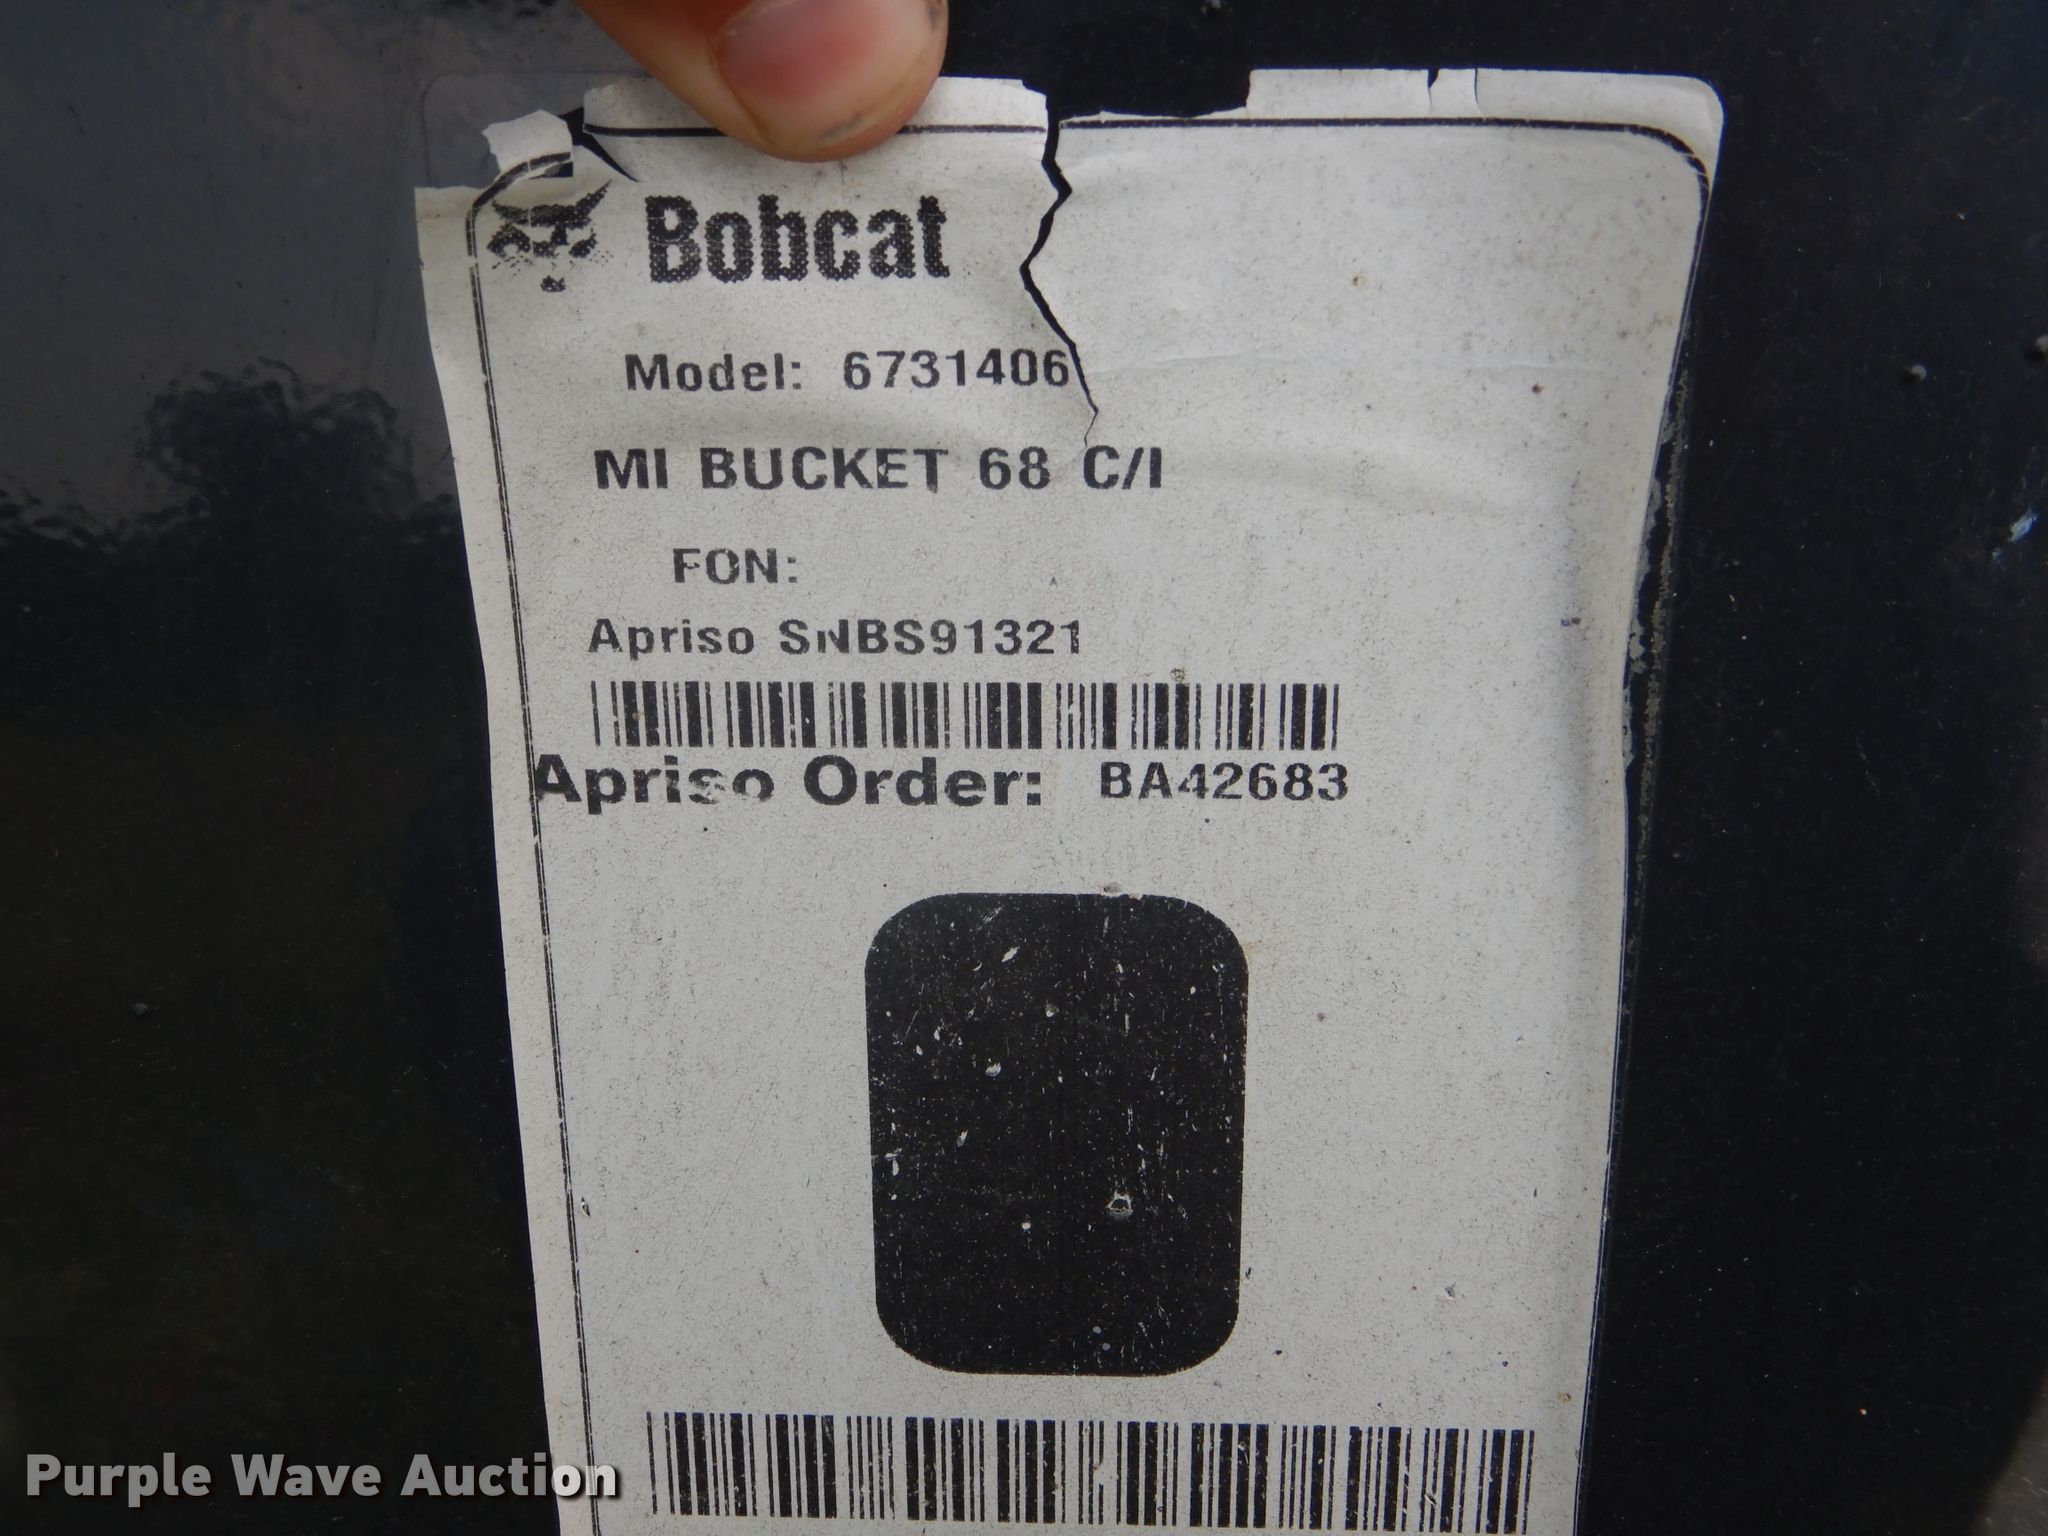 Bobcat
Model: 6731406
MI BUCKET 68 C/I
FON:
Apriso SNBS91321
Apriso Order: BA42683
Purple Wave Auction